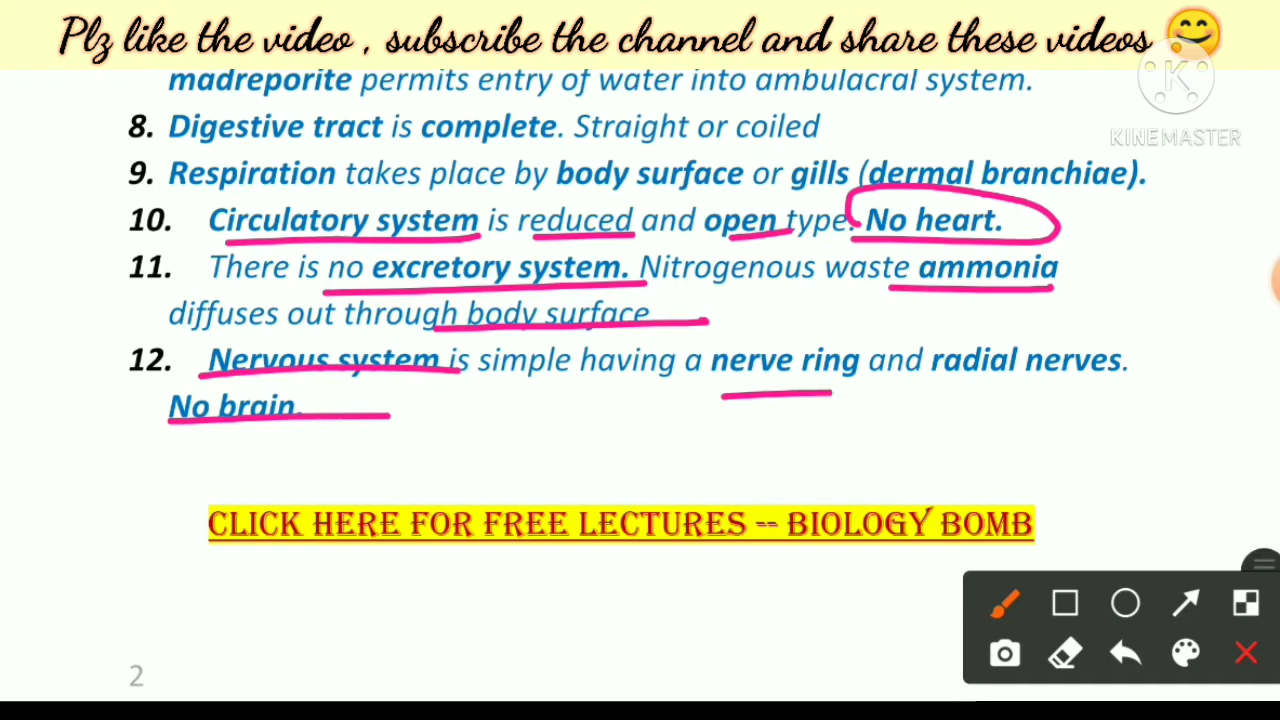 Plz like the video , subscribe the channel and share these videos 😊
madreporite permits entry of water into ambulacral system.
KINEMASTER
8. Digestive tract is complete. Straight or coiled
9. Respiration takes place by body surface or gills (dermal branchiae).
10. Circulatory system is reduced and open type. No heart.
11. There is no excretory system. Nitrogenous waste ammonia
diffuses out through body surface
12. Nervous system is simple having a nerve ring and radial nerves.
No brain.
CLICK HERE FOR FREE LECTURES -- BIOLOGY BOMB
2